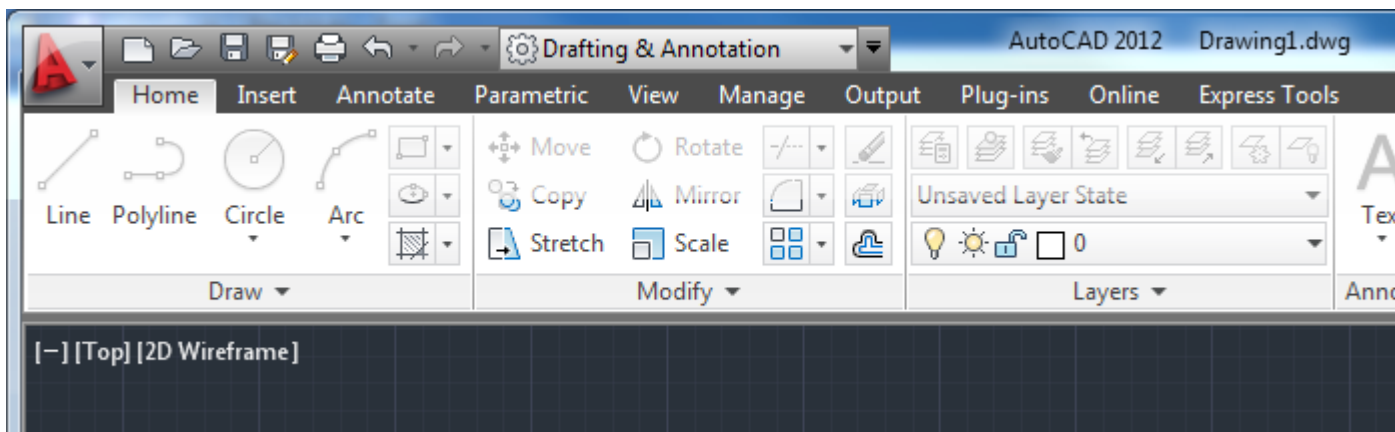 Drafting & Annotation AutoCAD 2012 Drawing1.dwg
Home Insert Annotate Parametric View Manage Output Plug-ins Online Express Tools
Move Rotate
Copy Mirror Unsaved Layer State
Line Polyline Circle Arc Tex
Stretch Scale 0
Draw Modify Layers Anno
[−] [Top] [2D Wireframe]